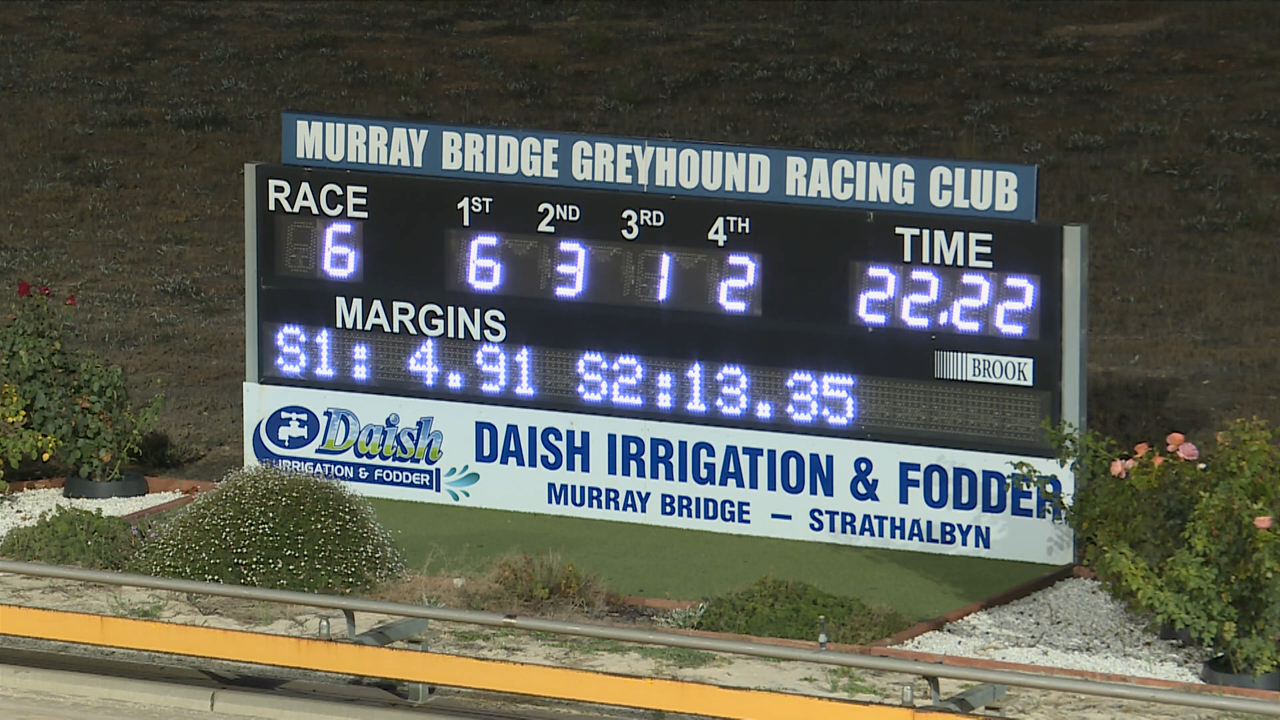 MURRAY BRIDGE GREYHOUND RACING CLUB
RACE 1ST 2ND 3RD 4TH TIME
6 6 3 1 2 22.22
MARGINS
S1: 4.91 S2:13.35
BROOK
Daish
IRRIGATION & FODDER
DAISH IRRIGATION & FODDER
MURRAY BRIDGE — STRATHALBYN